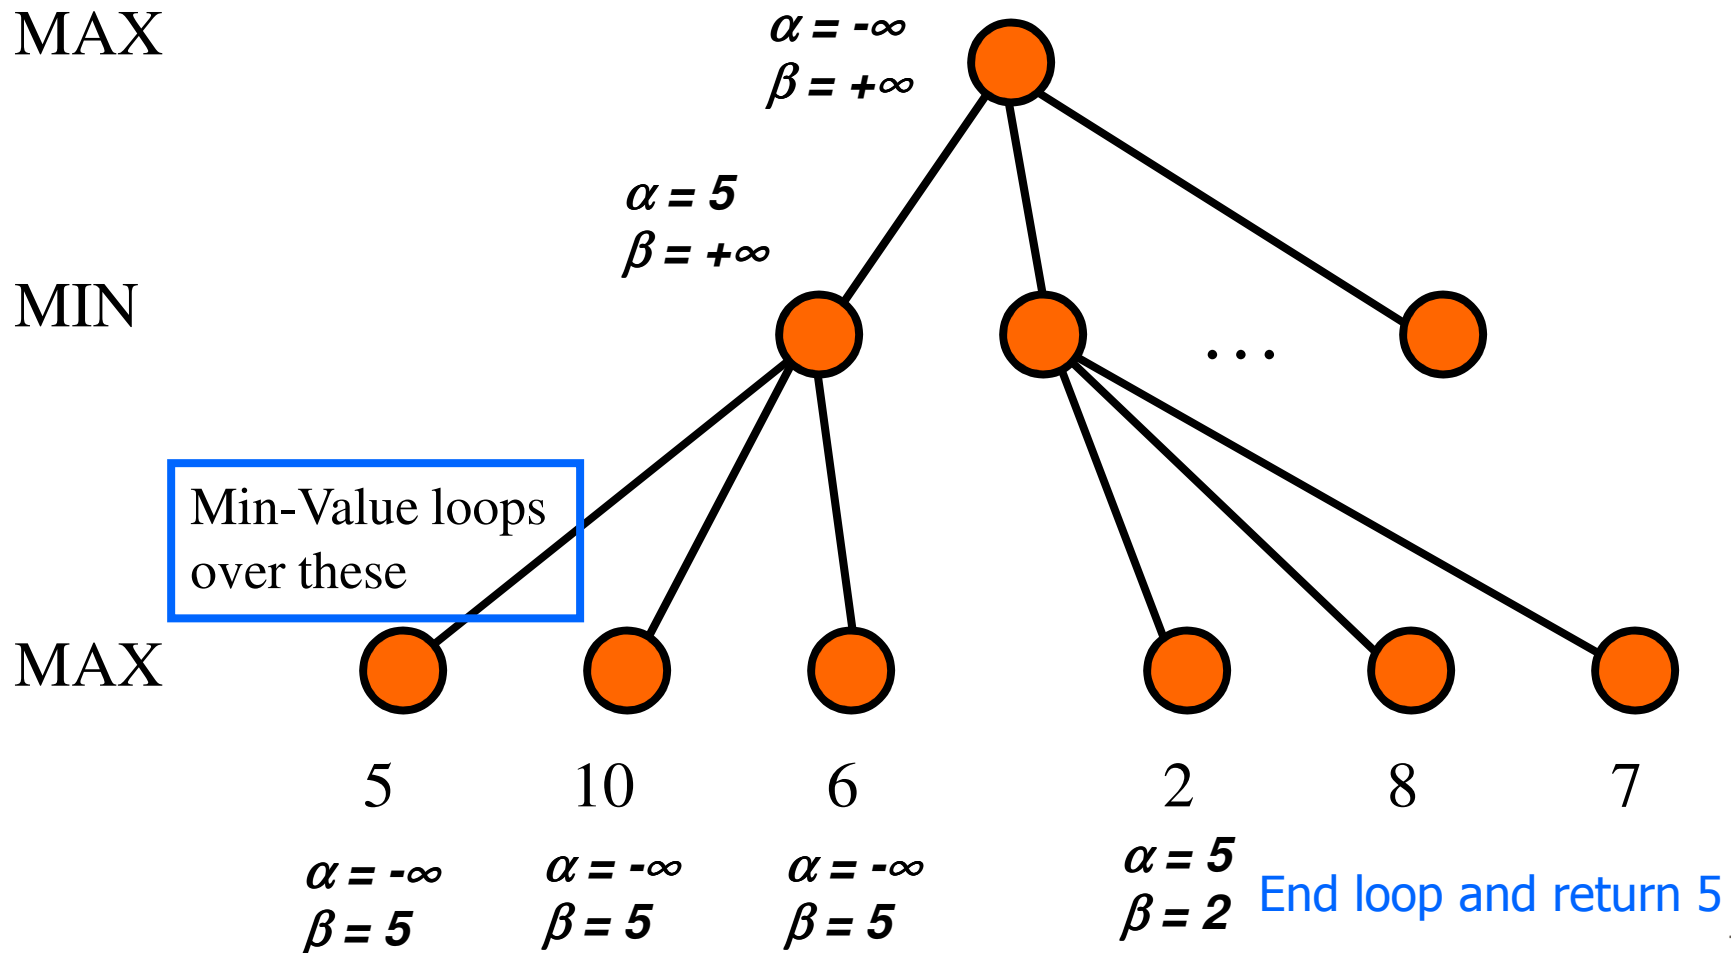 MAX
α = -∞
β = +∞
α = 5
β = +∞
MIN
...
Min-Value loops
over these
MAX
5 10 6 2 8 7
α = -∞ α = -∞ α = -∞ α = 5
β = 5 β = 5 β = 5 β = 2
End loop and return 5